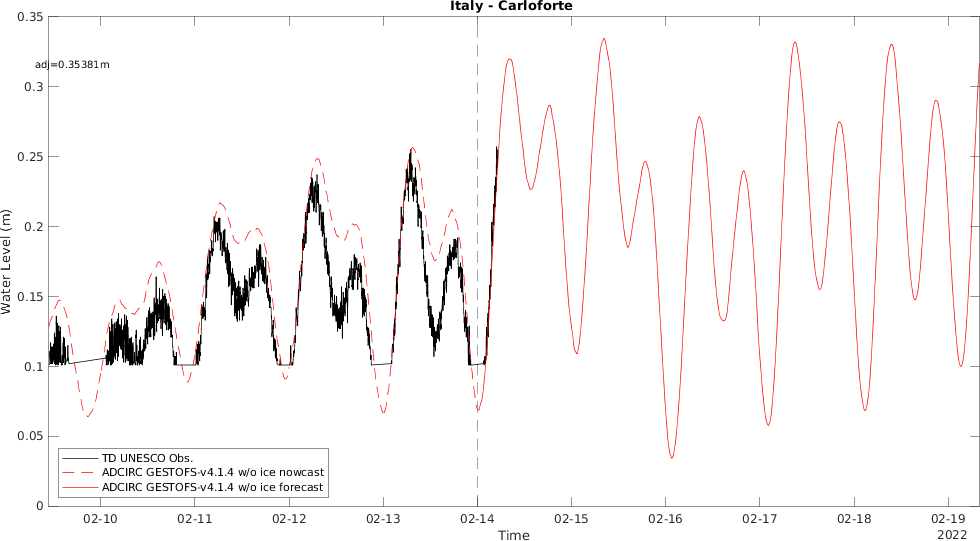 Italy - Carloforte
adj=0.35381m
0.35
0.3
0.25
0.2
0.15
0.1
0.05
0
Water Level (m)
TD UNESCO Obs.
ADCIRC GESTOFS-v4.1.4 w/o ice nowcast
ADCIRC GESTOFS-v4.1.4 w/o ice forecast
02-10 02-11 02-12 02-13 02-14 02-15 02-16 02-17 02-18 02-19
Time
2022